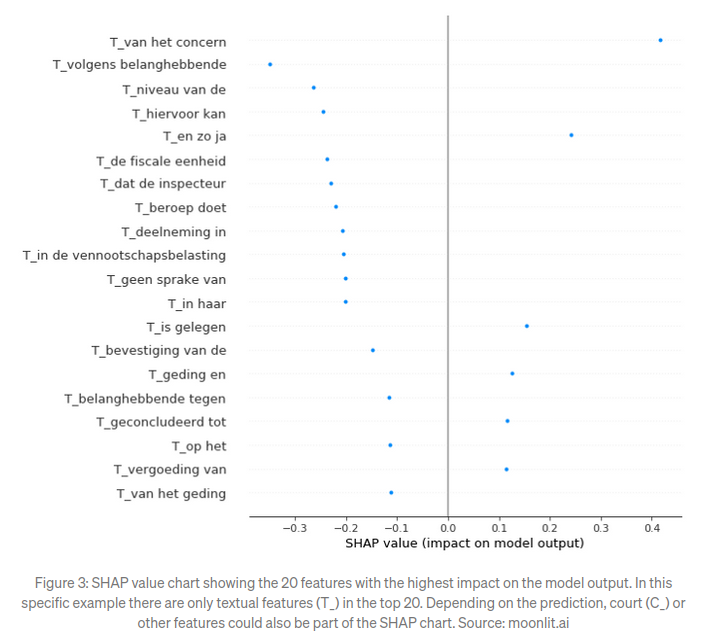 T_van het concern
T_volgens belanghebbende
T_niveau van de
T_hiervoor kan
T_en zo ja
T_de fiscale eenheid
T_dat de inspecteur
T_beroep doet
T_deelneming in
T_in de vennootschapsbelasting
T_geen sprake van
T_in haar
T_is gelegen
T_bevestiging van de
T_geding en
T_belanghebbende tegen
T_geconcludeerd tot
T_op het
T_vergoeding van
T_van het geding
−0.3 −0.2 −0.1 0.0 0.1 0.2 0.3 0.4
SHAP value (impact on model output)
Figure 3: SHAP value chart showing the 20 features with the highest impact on the model output. In this
specific example there are only textual features (T_) in the top 20. Depending on the prediction, court (C_) or
other features could also be part of the SHAP chart. Source: moonlit.ai